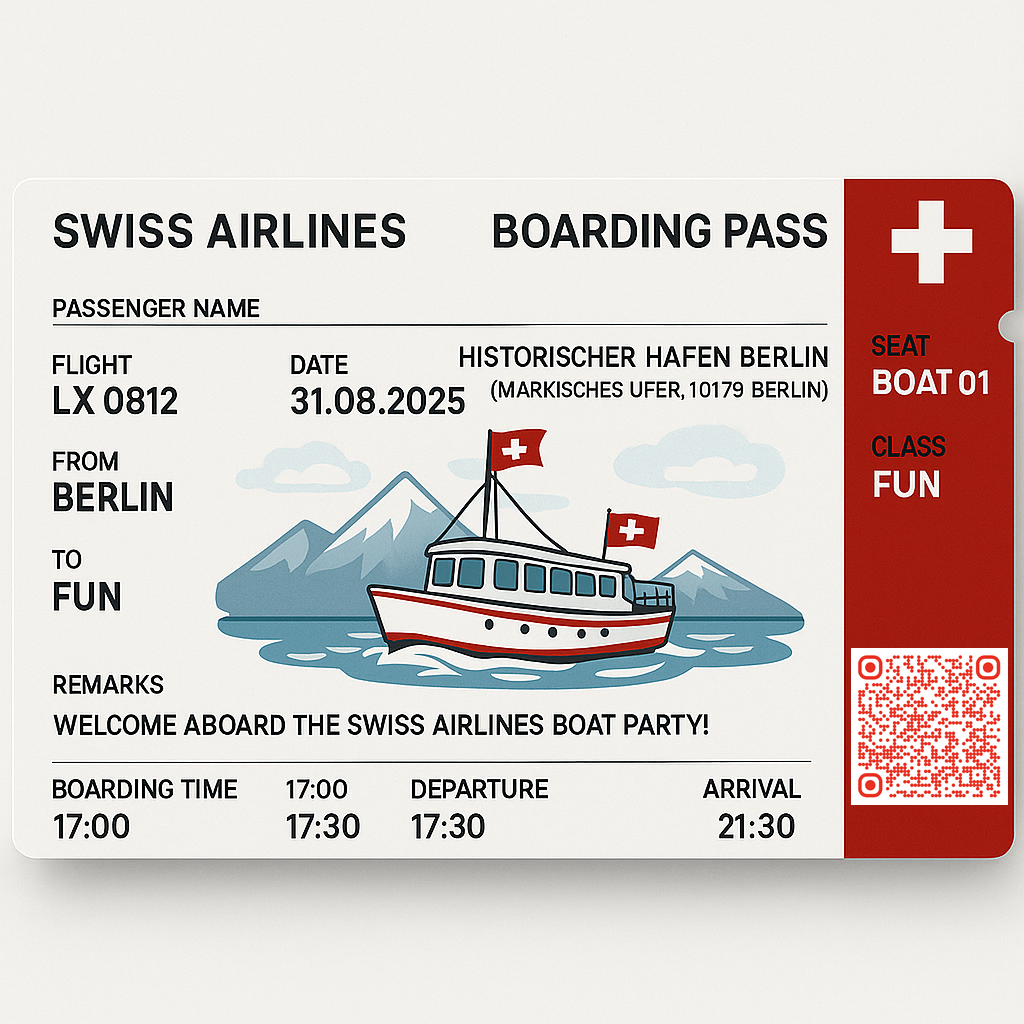 SWISS AIRLINES
BOARDING PASS
PASSENGER NAME
FLIGHT
LX 0812
DATE
31.08.2025
HISTORISCHER HAFEN BERLIN
(MARKISCHES UFER, 10179 BERLIN)
FROM
BERLIN
TO
FUN
REMARKS
WELCOME ABOARD THE SWISS AIRLINES BOAT PARTY!
BOARDING TIME
17:00
17:00
17:30
DEPARTURE
17:30
ARRIVAL
21:30
SEAT
BOAT 01
CLASS
FUN